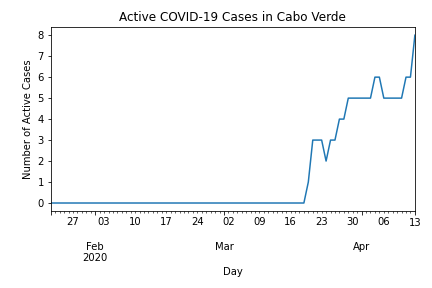 Active COVID-19 Cases in Cabo Verde
Number of Active Cases
8
7
6
5
4
3
2
1
0
27 03 10 17 24 02 09 16 23 30 06 13
Feb Mar Apr
2020
Day